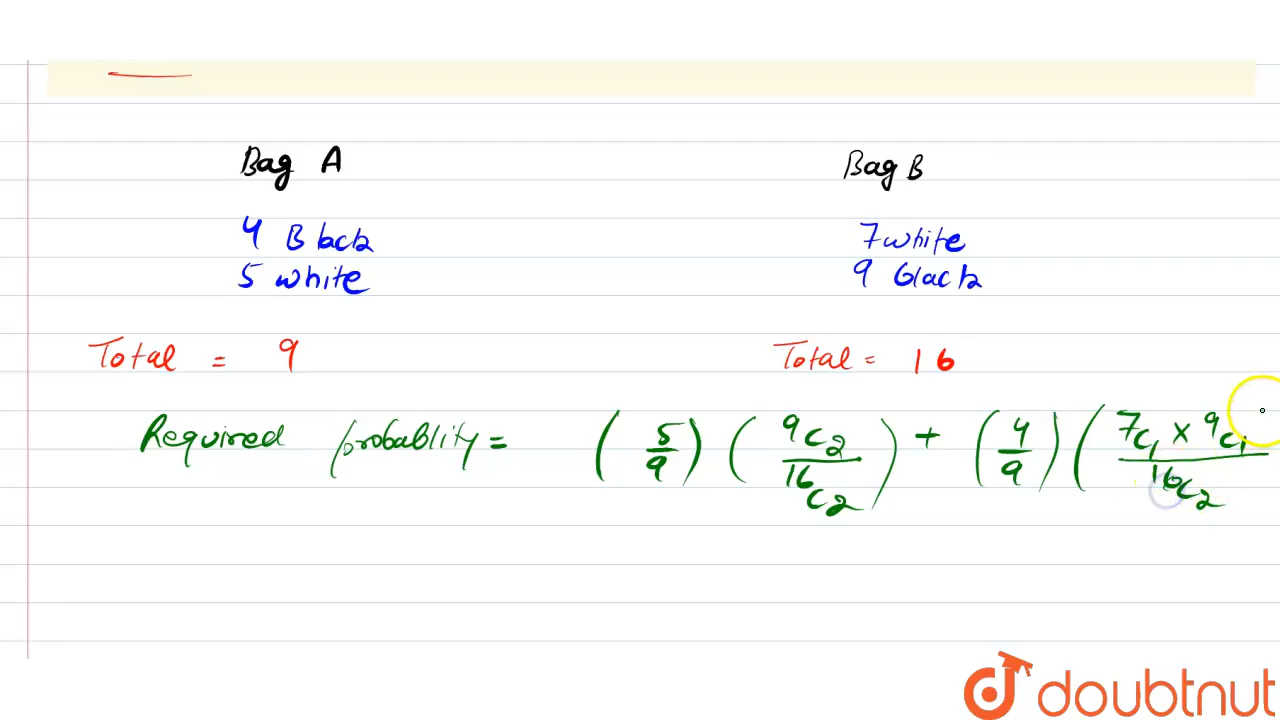 Bag A
Bag B
4 Black
7 white
5 white
9 black
Total = 9
Total = 16
Required probablity = (5/9) (⁹C₂/¹⁶C₂) + (4/9) (⁷C₁ × ⁹C₁/¹⁶C₂
doubtnut